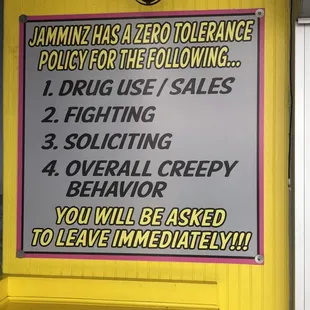 JAMMINZ HAS A ZERO TOLERANCE
POLICY FOR THE FOLLOWING...
1. DRUG USE / SALES
2. FIGHTING
3. SOLICITING
4. OVERALL CREEPY
BEHAVIOR
YOU WILL BE ASKED
TO LEAVE IMMEDIATELY!!!